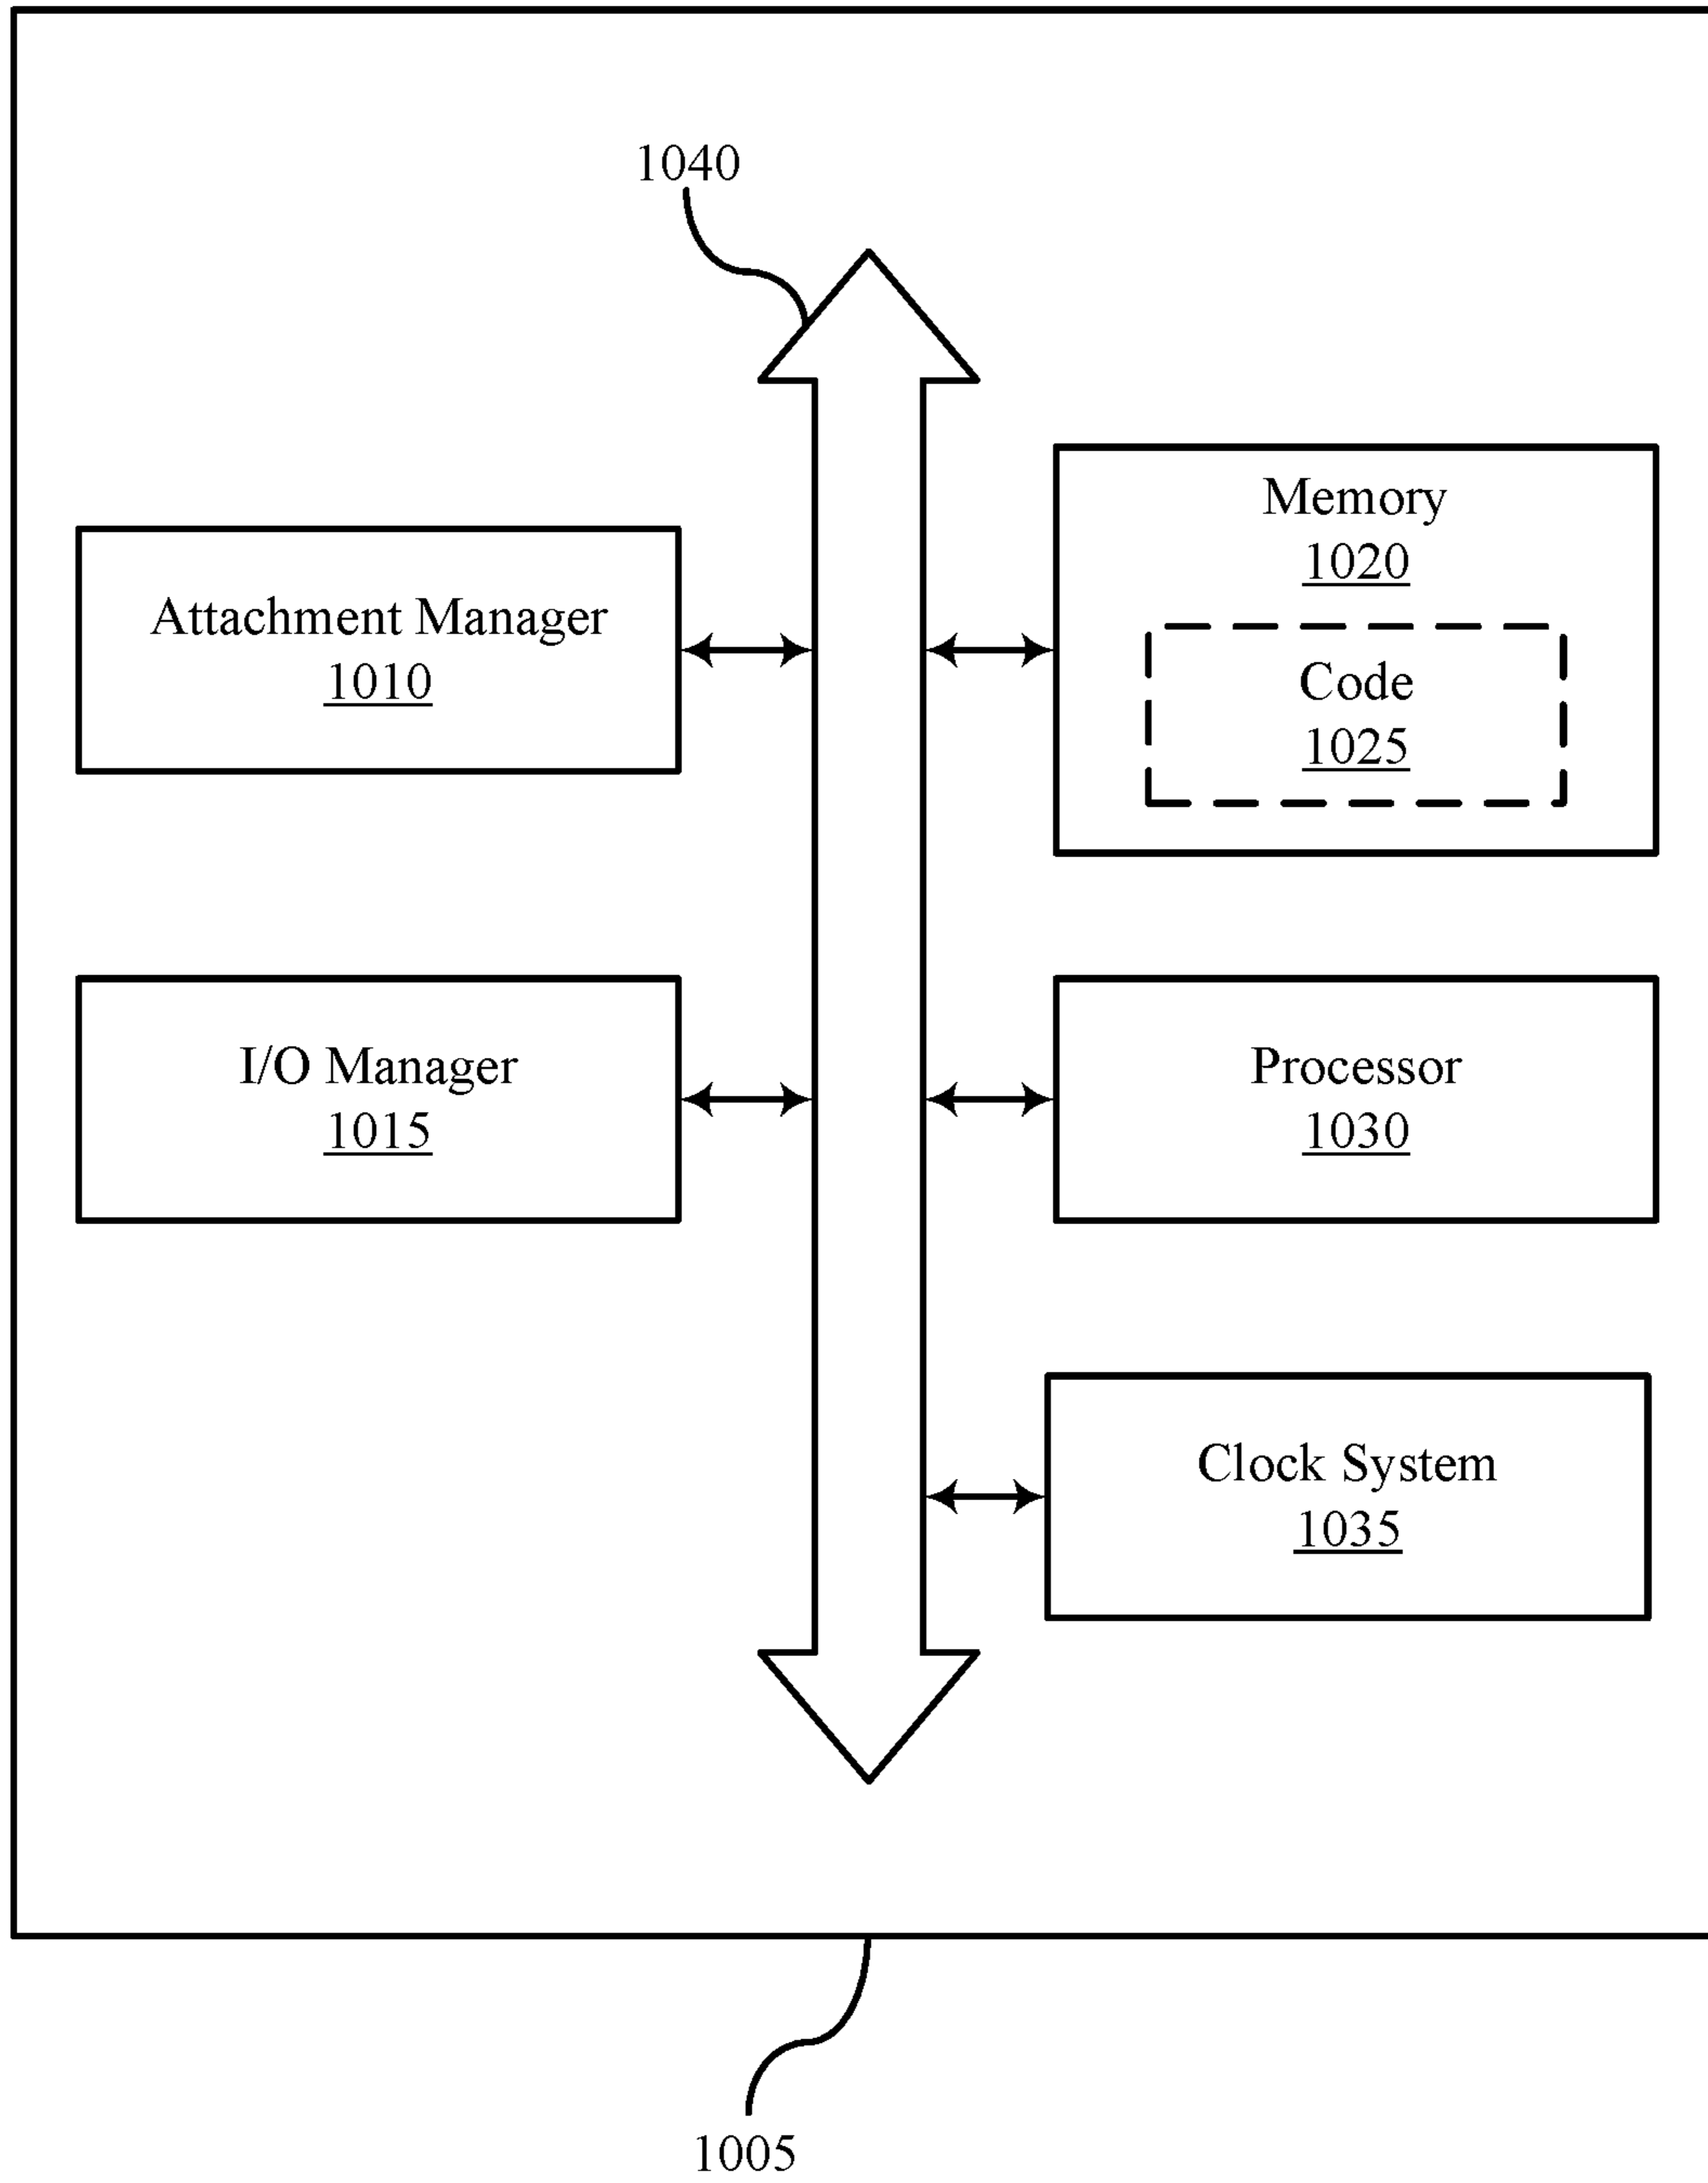 1040
Attachment Manager
1010
Memory
1020
Code
1025
I/O Manager
1015
Processor
1030
Clock System
1035
1005